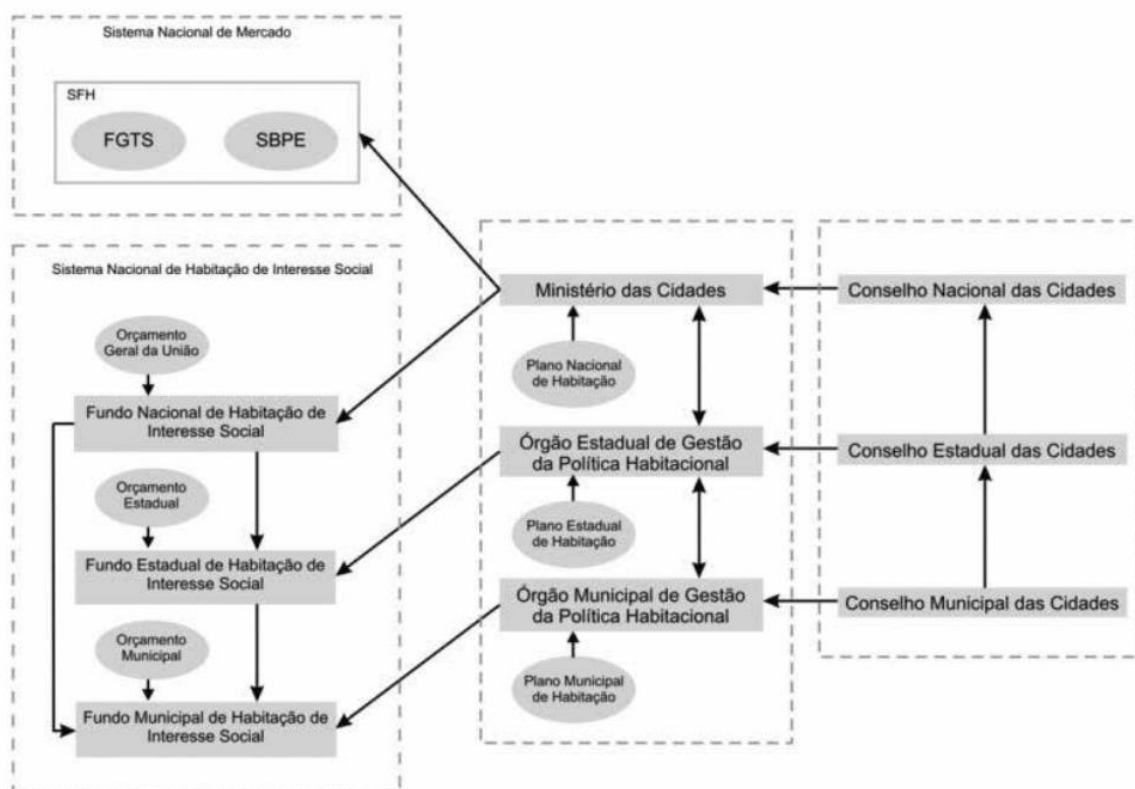 Sistema Nacional de Mercado
SFH
FGTS
SBPE
Sistema Nacional de Habitação de Interesse Social
Orçamento
Geral da União
Fundo Nacional de Habitação de
Interesse Social
Orçamento
Estadual
Fundo Estadual de Habitação de
Interesse Social
Orçamento
Municipal
Fundo Municipal de Habitação de
Interesse Social
Ministério das Cidades
Plano Nacional
de Habitação
Órgão Estadual de Gestão
da Política Habitacional
Plano Estadual
de Habitação
Órgão Municipal de Gestão
da Política Habitacional
Plano Municipal
de Habitação
Conselho Nacional das Cidades
Conselho Estadual das Cidades
Conselho Municipal das Cidades